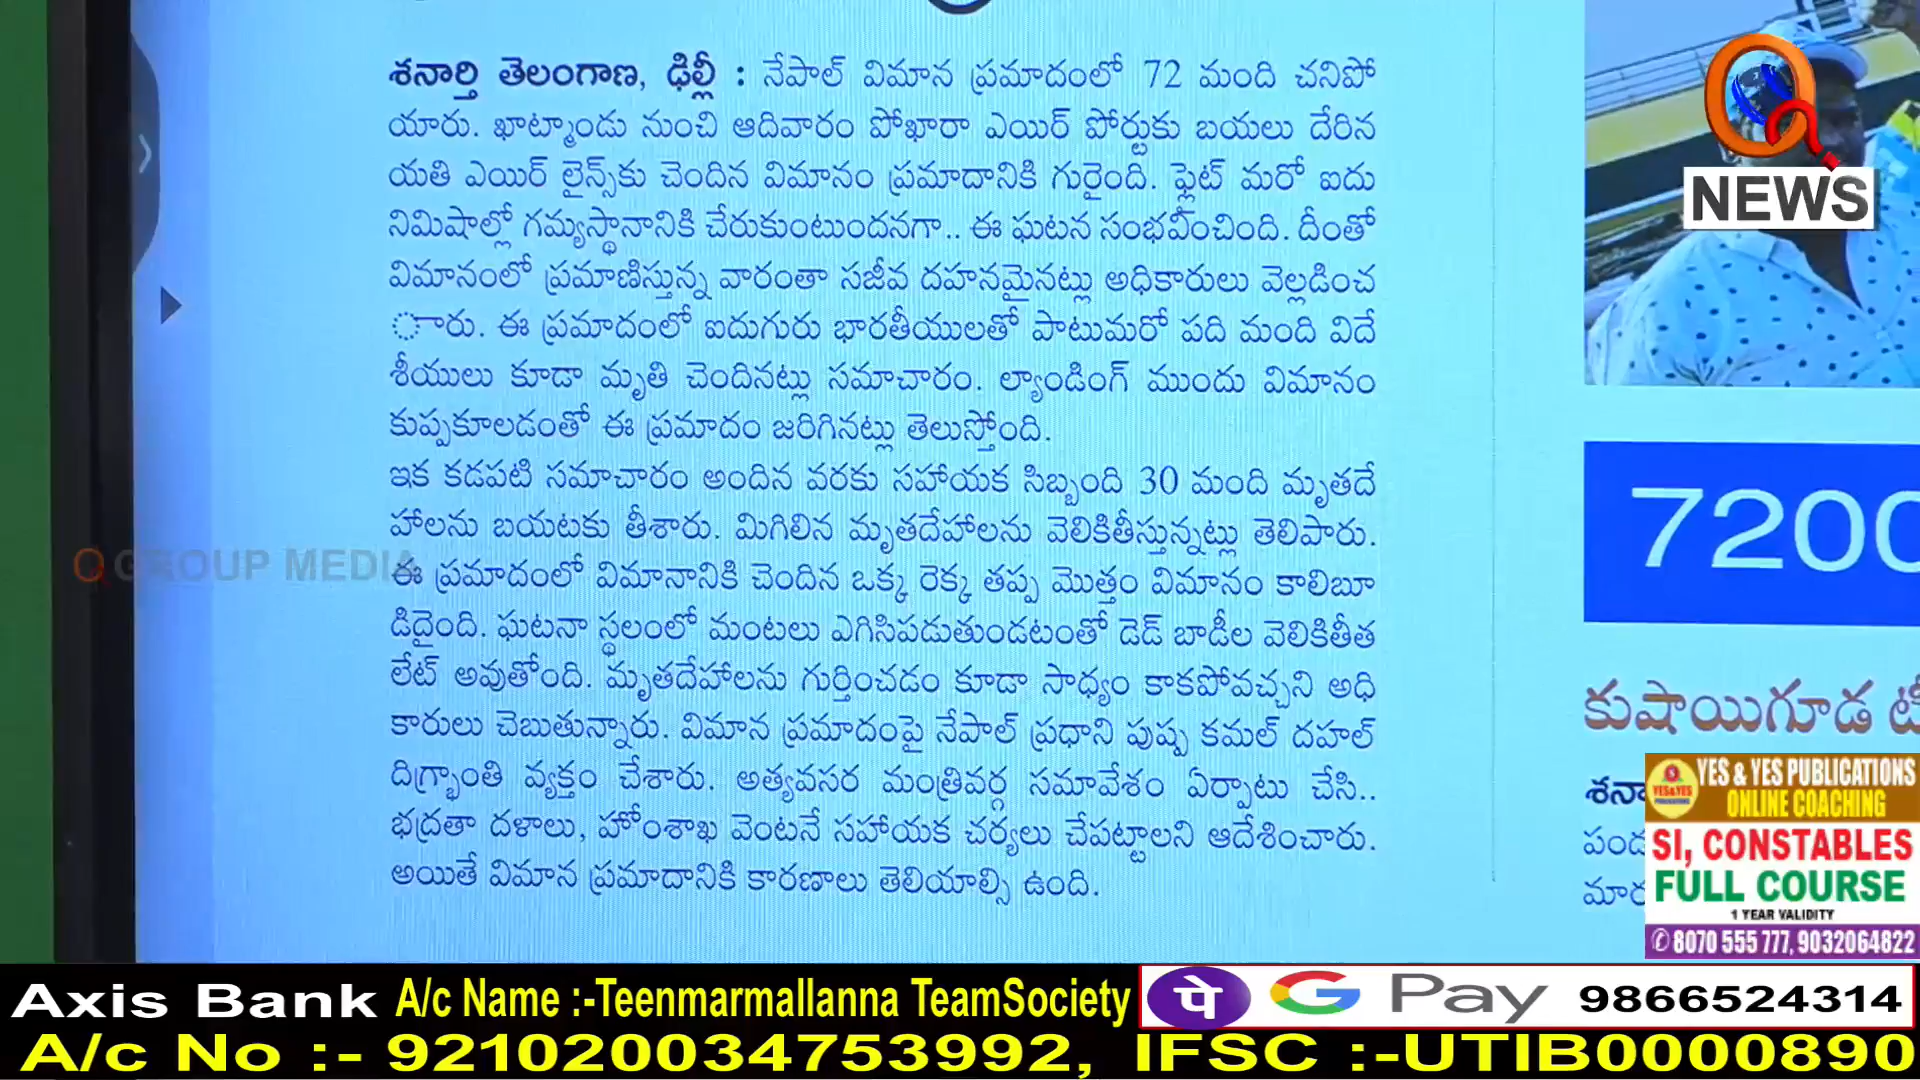 శనార్తి తెలంగాణ, ఢిల్లీ : నేపాల్ విమాన ప్రమాదంలో 72 మంది చనిపో
యారు. ఖాట్మాండు నుంచి ఆదివారం పోఖారా ఎయిర్ పోర్టుకు బయలు దేరిన
యతి ఎయిర్ లైన్స్‌కు చెందిన విమానం ప్రమాదానికి గురైంది. ఫ్లైట్ మరో ఐదు
నిమిషాల్లో గమ్యస్థానానికి చేరుకుంటుందనగా.. ఈ ఘటన సంభవించింది. దీంతో
విమానంలో ప్రమాణిస్తున్న వారంతా సజీవ దహనమైనట్లు అధికారులు వెల్లడించ
ారు. ఈ ప్రమాదంలో ఐదుగురు భారతీయులతో పాటుమరో పది మంది విదే
శీయులు కూడా మృతి చెందినట్లు సమాచారం. ల్యాండింగ్ ముందు విమానం
కుప్పకూలడంతో ఈ ప్రమాదం జరిగినట్లు తెలుస్తోంది.
ఇక కడపటి సమాచారం అందిన వరకు సహాయక సిబ్బంది 30 మంది మృతదే
హాలను బయటకు తీశారు. మిగిలిన మృతదేహాలను వెలికితీస్తున్నట్లు తెలిపారు.
ఈ ప్రమాదంలో విమానానికి చెందిన ఒక్క రెక్క తప్ప మొత్తం విమానం కాలిబూ
డిదైంది. ఘటనా స్థలంలో మంటలు ఎగిసిపడుతుండటంతో డెడ్ బాడీల వెలికితీత
లేట్ అవుతోంది. మృతదేహాలను గుర్తించడం కూడా సాధ్యం కాకపోవచ్చని అధి
కారులు చెబుతున్నారు. విమాన ప్రమాదంపై నేపాల్ ప్రధాని పుష్ప కమల్ దహల్
దిగ్భ్రాంతి వ్యక్తం చేశారు. అత్యవసర మంత్రివర్గ సమావేశం ఏర్పాటు చేసి..
భద్రతా దళాలు, హోంశాఖ వెంటనే సహాయక చర్యలు చేపట్టాలని ఆదేశించారు.
అయితే విమాన ప్రమాదానికి కారణాలు తెలియాల్సి ఉంది.
Q GROUP MEDIA
NEWS
7200
కుషాయిగూడ
శనా
పంద
మార
YES & YES PUBLICATIONS
ONLINE COACHING
SI, CONSTABLES
FULL COURSE
1 YEAR VALIDITY
8070 555 777, 9032064822
Axis Bank A/c Name :-Teenmarmallanna TeamSociety
पे G Pay 9866524314
A/c No :- 921020034753992, IFSC :-UTIB0000890